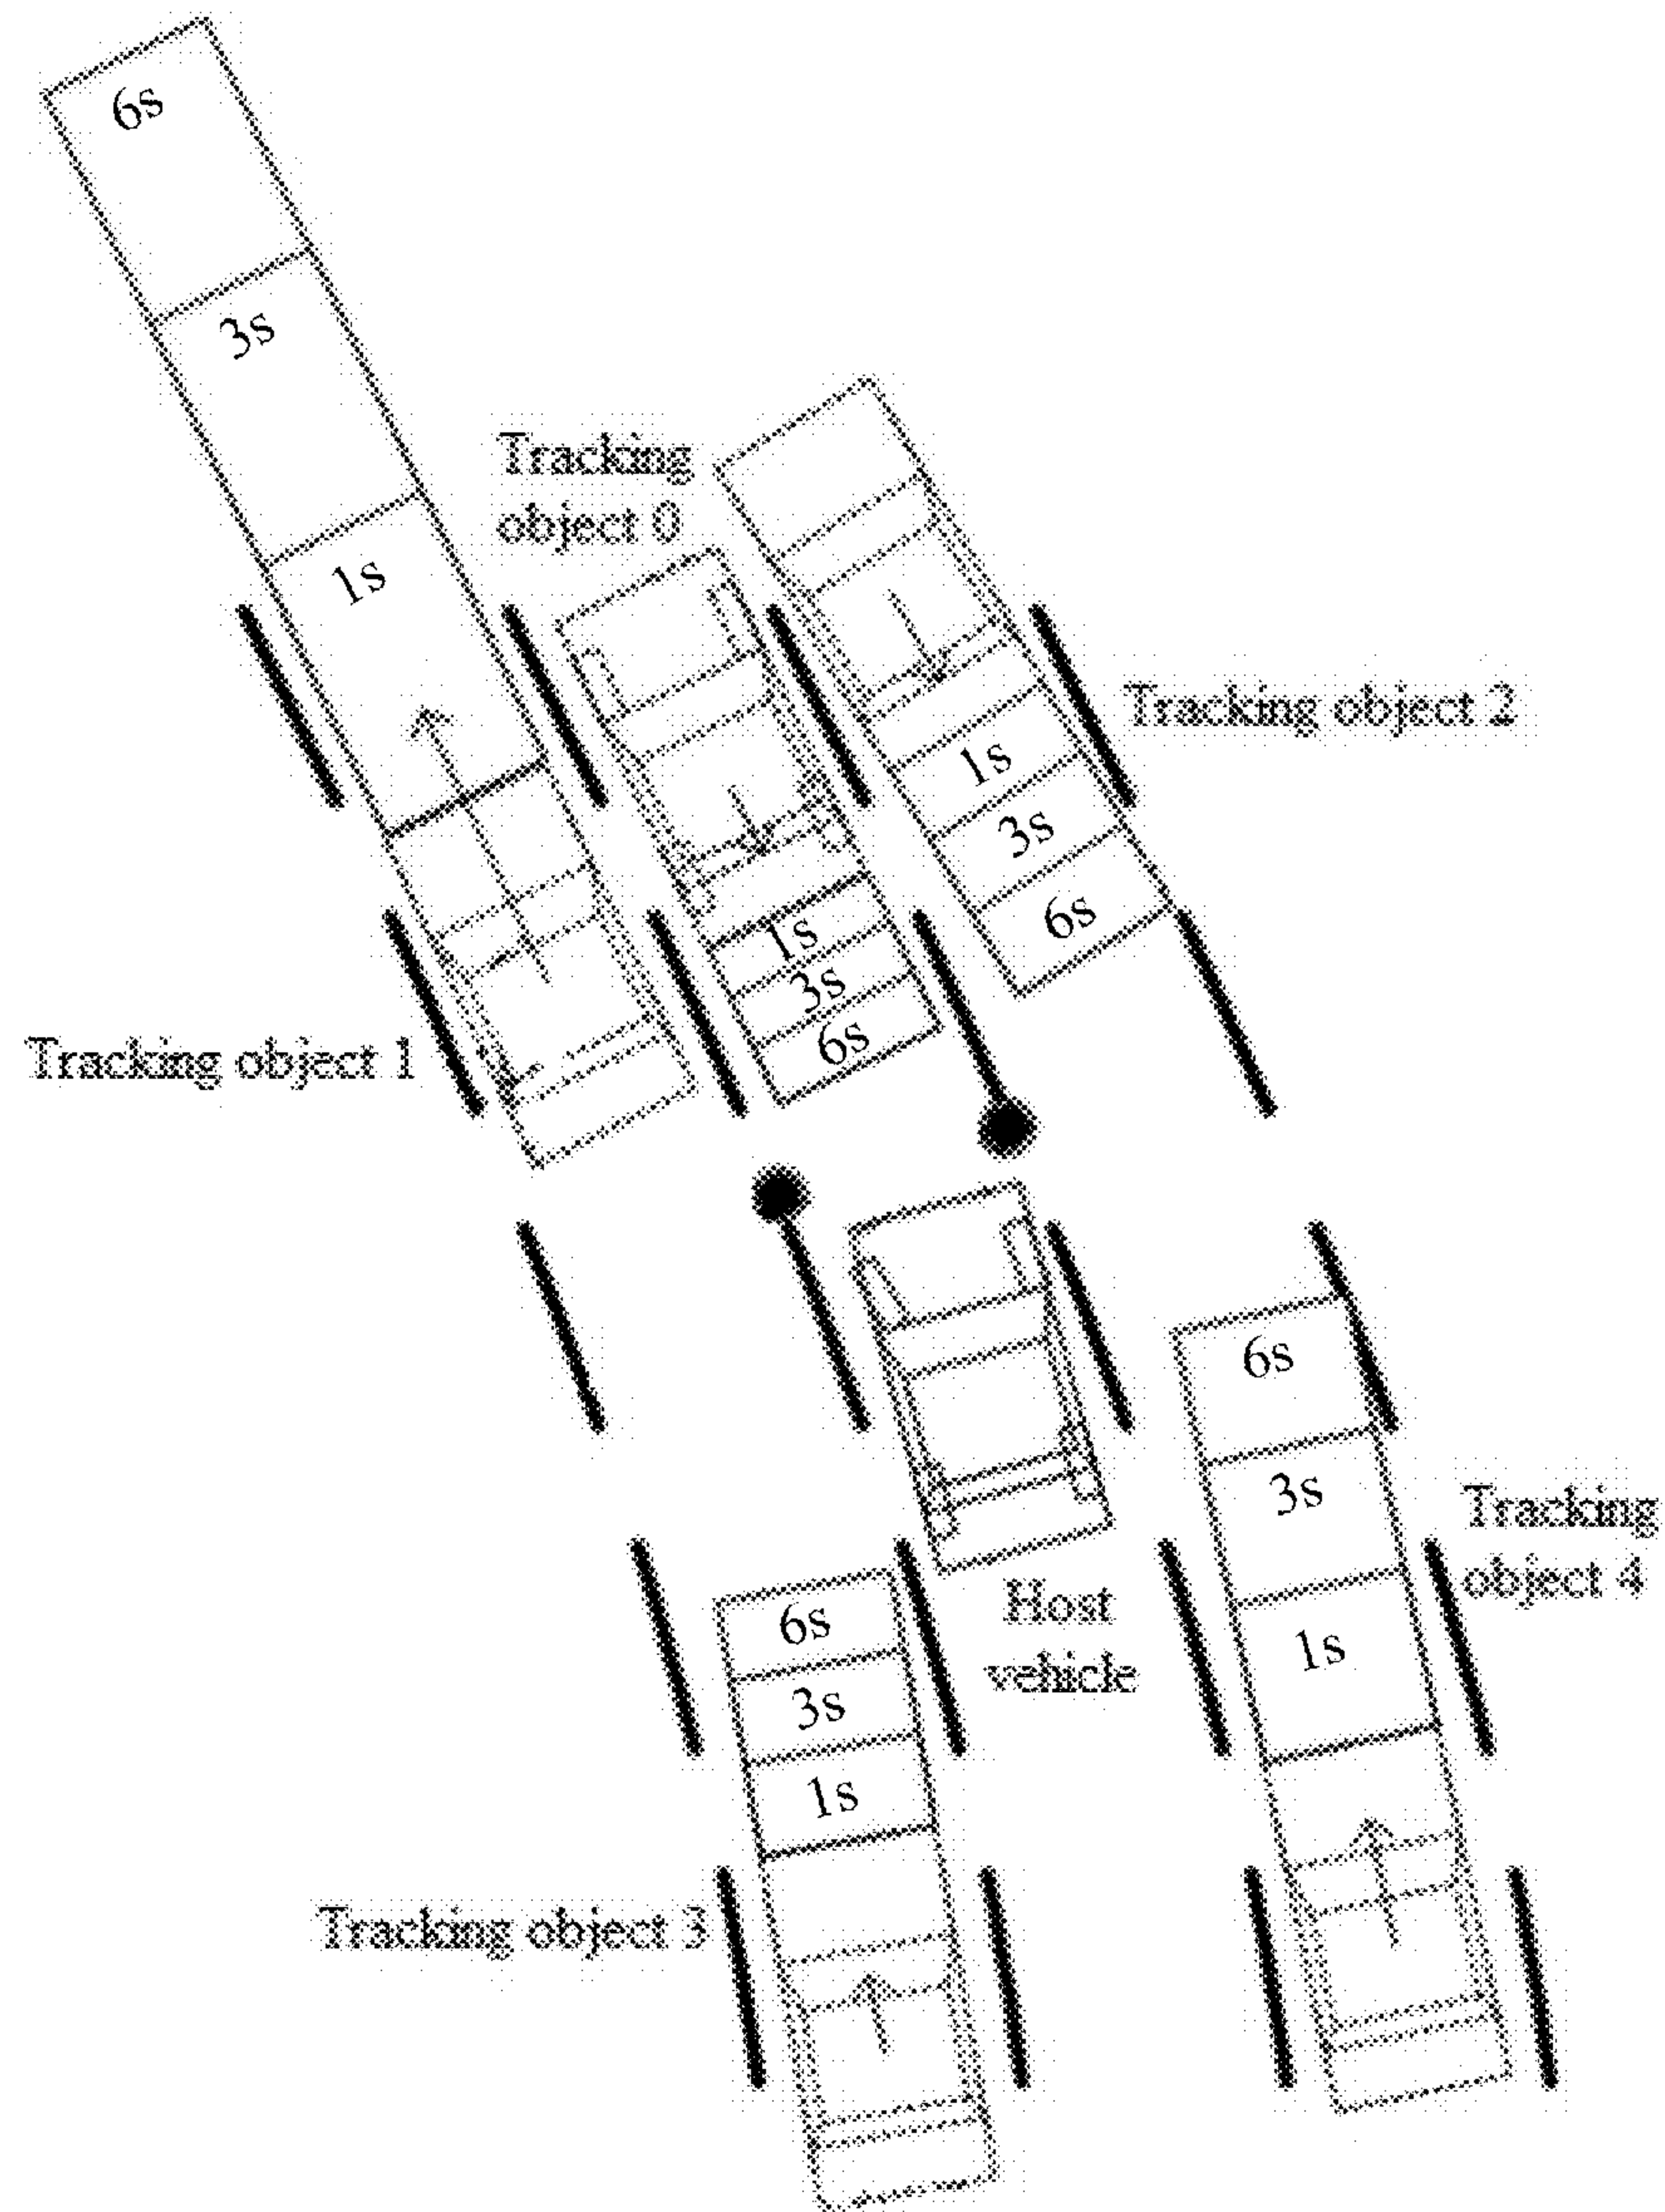 6s
3s
Tracking
object 0
1s
Tracking object 2
1s
3s
6s
1s
3s
6s
Tracking object 1
6s
3s
1s
Tracking
object 4
Host
vehicle
6s
3s
1s
Tracking object 3